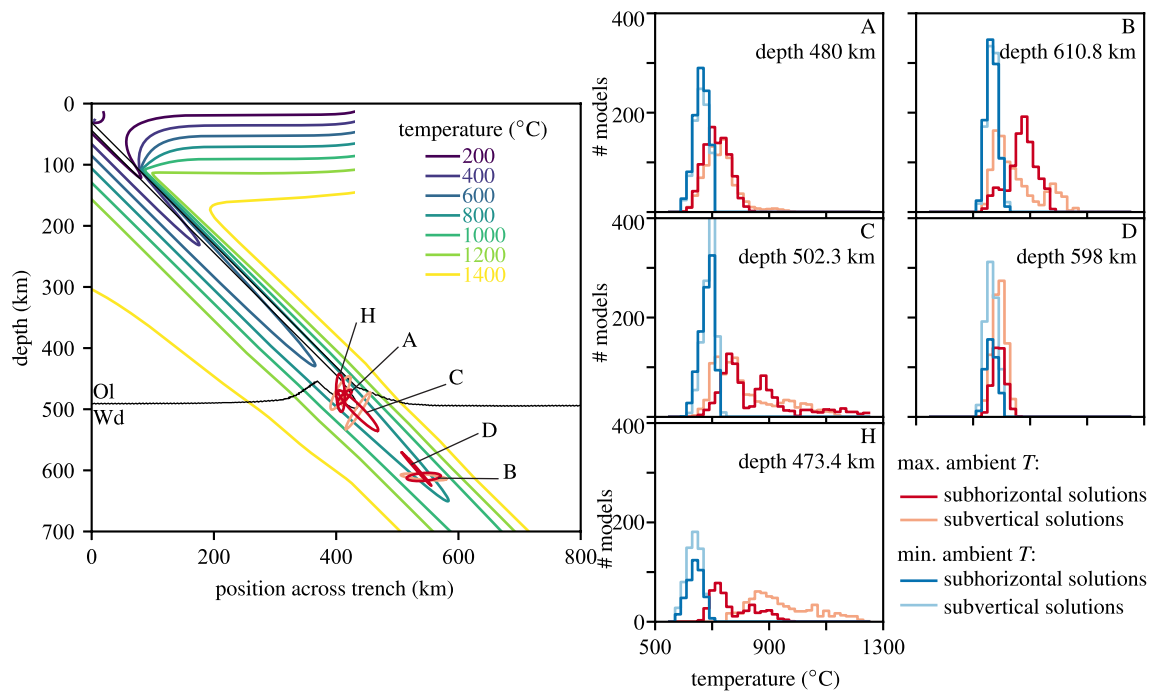 0
100
200
300
400
500
600
700
depth (km)
0
200
400
600
800
position across trench (km)
temperature (°C)
200
400
600
800
1000
1200
1400
Ol
Wd
H
A
C
D
B
400
200
# models
A
depth 480 km
B
depth 610.8 km
400
200
# models
C
depth 502.3 km
D
depth 598 km
400
200
0
# models
H
depth 473.4 km
500
900
1300
temperature (°C)
max. ambient T:
subhorizontal solutions
subvertical solutions
min. ambient T:
subhorizontal solutions
subvertical solutions